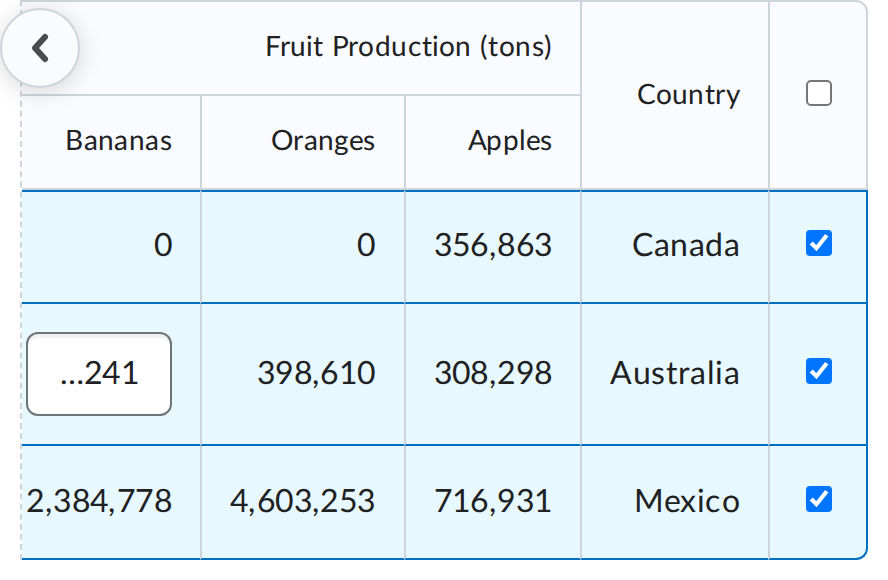 Fruit Production (tons)
Country
Bananas Oranges Apples
0 0 356,863 Canada
...241 398,610 308,298 Australia
2,384,778 4,603,253 716,931 Mexico